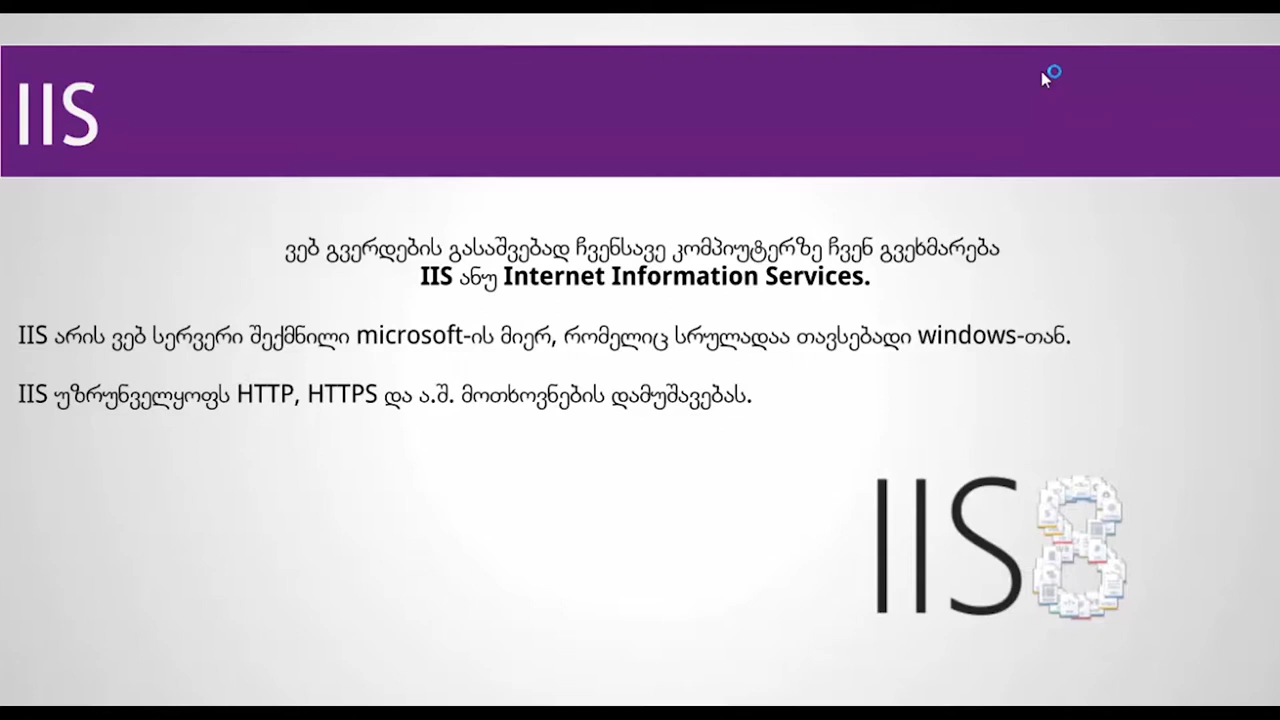 IIS
ვებ გვერდების გასაშვებად ჩვენსავე კომპიუტერზე ჩვენ გვეხმარება
IIS ანუ Internet Information Services.
IIS არის ვებ სერვერი შექმნილი microsoft-ის მიერ, რომელიც სრულადაა თავსებადი windows-თან.
IIS უზრუნველყოფს HTTP, HTTPS და ა.შ. მოთხოვნების დამუშავებას.
IIS8